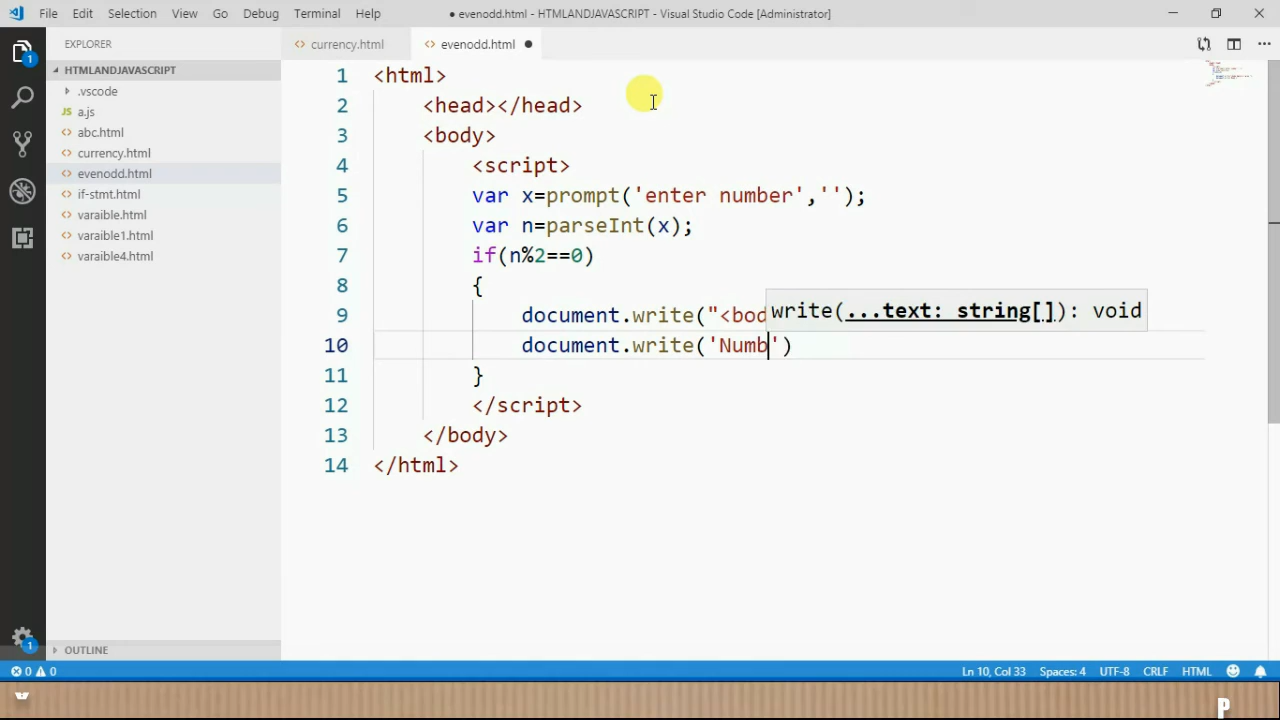 File Edit Selection View Go Debug Terminal Help
● evenodd.html - HTMLANDJAVASCRIPT - Visual Studio Code [Administrator]
EXPLORER
HTMLANDJAVASCRIPT
.vscode
a.js
abc.html
currency.html
evenodd.html
if-stmt.html
varaible.html
varaible1.html
varaible4.html
OUTLINE
currency.html evenodd.html ●
1 <html>
2 <head></head>
3 <body>
4 <script>
5 var x=prompt('enter number','');
6 var n=parseInt(x);
7 if(n%2==0)
8 {
9 document.write("<bod
write(...text: string[]): void
10 document.write('Numb')
11 }
12 </script>
13 </body>
14 </html>
1
1
0 0
Ln 10, Col 33 Spaces: 4 UTF-8 CRLF HTML
P